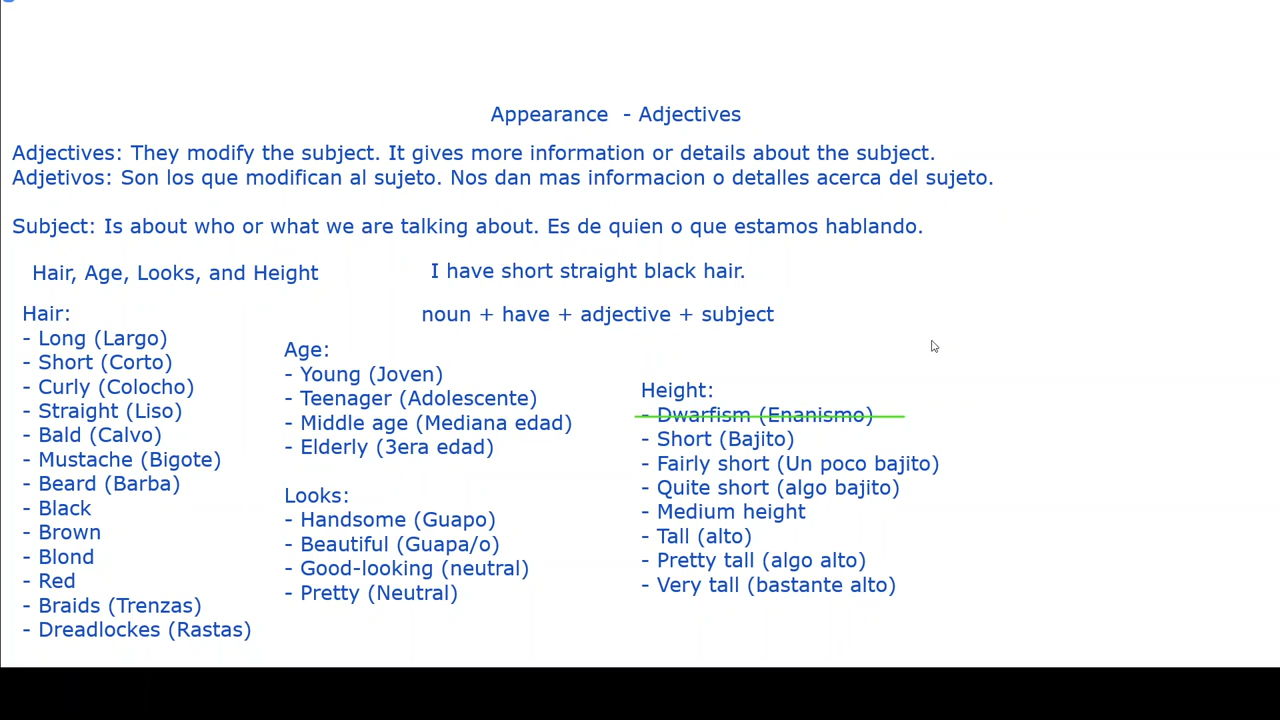 Appearance - Adjectives
Adjectives: They modify the subject. It gives more information or details about the subject.
Adjetivos: Son los que modifican al sujeto. Nos dan mas informacion o detalles acerca del sujeto.
Subject: Is about who or what we are talking about. Es de quien o que estamos hablando.
Hair, Age, Looks, and Height
I have short straight black hair.
noun + have + adjective + subject
Hair:
- Long (Largo)
- Short (Corto)
- Curly (Colocho)
- Straight (Liso)
- Bald (Calvo)
- Mustache (Bigote)
- Beard (Barba)
- Black
- Brown
- Blond
- Red
- Braids (Trenzas)
- Dreadlockes (Rastas)
Age:
- Young (Joven)
- Teenager (Adolescente)
- Middle age (Mediana edad)
- Elderly (3era edad)
Looks:
- Handsome (Guapo)
- Beautiful (Guapa/o)
- Good-looking (neutral)
- Pretty (Neutral)
Height:
- Dwarfism (Enanismo)
- Short (Bajito)
- Fairly short (Un poco bajito)
- Quite short (algo bajito)
- Medium height
- Tall (alto)
- Pretty tall (algo alto)
- Very tall (bastante alto)